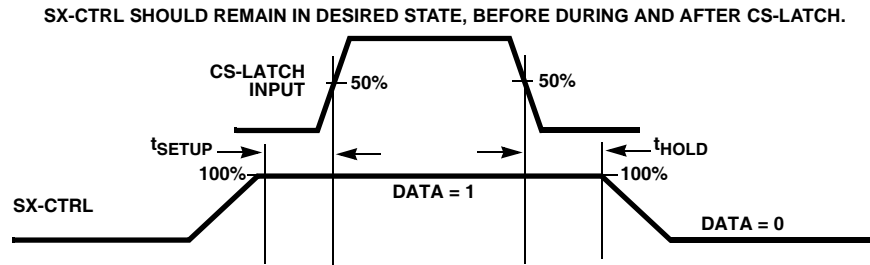 SX-CTRL SHOULD REMAIN IN DESIRED STATE, BEFORE DURING AND AFTER CS-LATCH.
CS-LATCH
INPUT
50%
50%
tSETUP
tHOLD
100%
100%
SX-CTRL
DATA = 1
DATA = 0